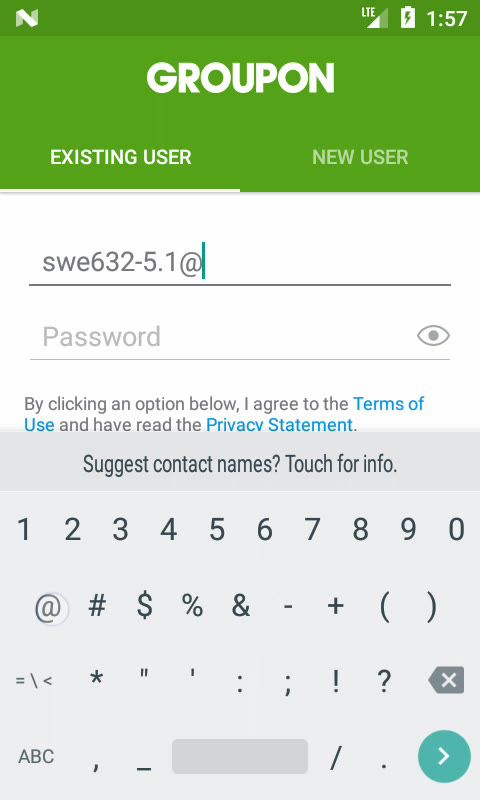 LTE 1:57
GROUPON
EXISTING USER NEW USER
swe632-5.1@
Password
By clicking an option below, I agree to the Terms of
Use and have read the Privacy Statement.
Suggest contact names? Touch for info.
1 2 3 4 5 6 7 8 9 0
@ # $ % & - + ( )
= \ < * " ' : ; ! ?
ABC , _ / .